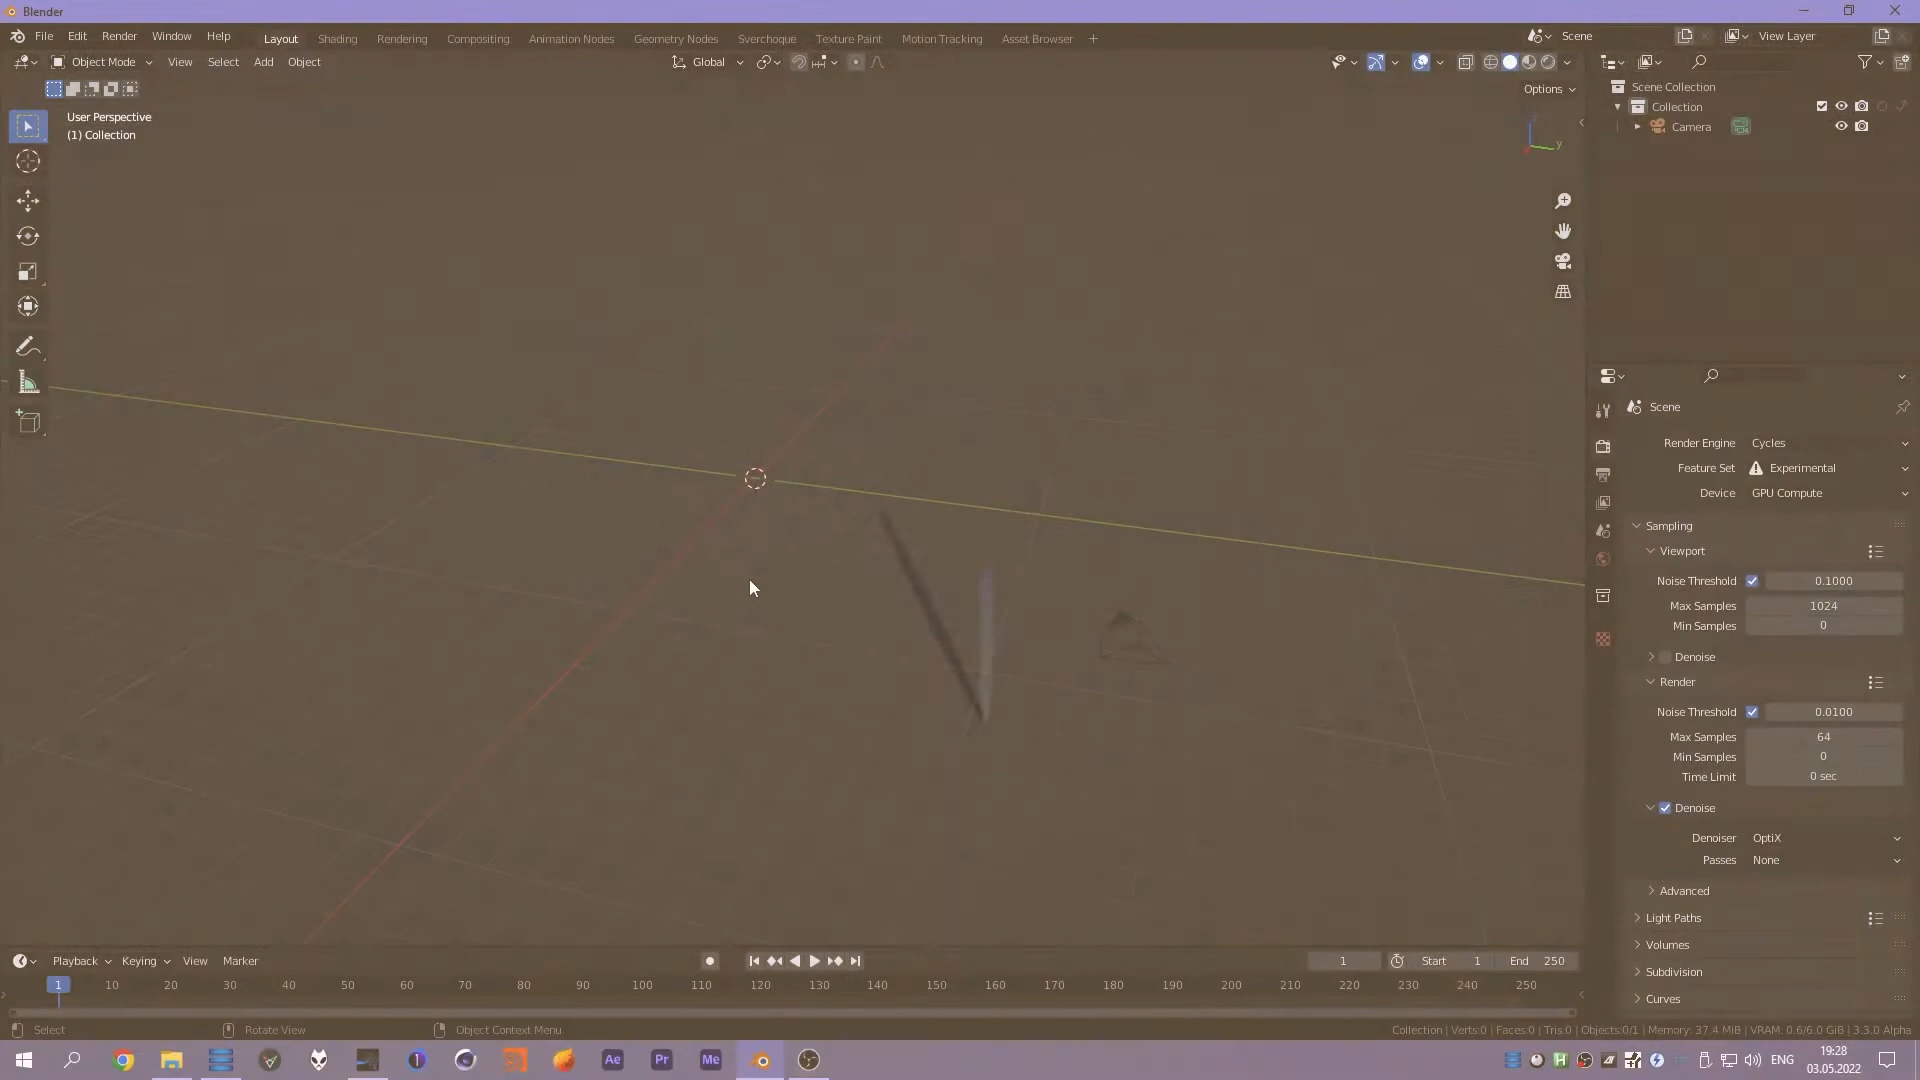 Blender
File Edit Render Window Help
Layout Shading Rendering Compositing Animation Nodes Geometry Nodes Sverchoque Texture Paint Motion Tracking Asset Browser +
Scene
View Layer
Object Mode View Select Add Object
Global
Options
User Perspective
(1) Collection
Z
Y
Scene Collection
Collection
Camera
Scene
Render Engine Cycles
Feature Set Experimental
Device GPU Compute
Sampling
Viewport
Noise Threshold 0.1000
Max Samples 1024
Min Samples 0
Denoise
Render
Noise Threshold 0.0100
Max Samples 64
Min Samples 0
Time Limit 0 sec
Denoise
Denoiser OptiX
Passes None
Advanced
Light Paths
Volumes
Subdivision
Curves
Playback Keying View Marker
1 Start 1 End 250
1 10 20 30 40 50 60 70 80 90 100 110 120 130 140 150 160 170 180 190 200 210 220 230 240 250
Select Rotate View Object Context Menu
Collection | Verts:0 | Faces:0 | Tris:0 | Objects:0/1 | Memory: 37.4 MiB | VRAM: 0.6/6.0 GiB | 3.3.0 Alpha
Ae Pr Me
ENG
19:28
03.05.2022